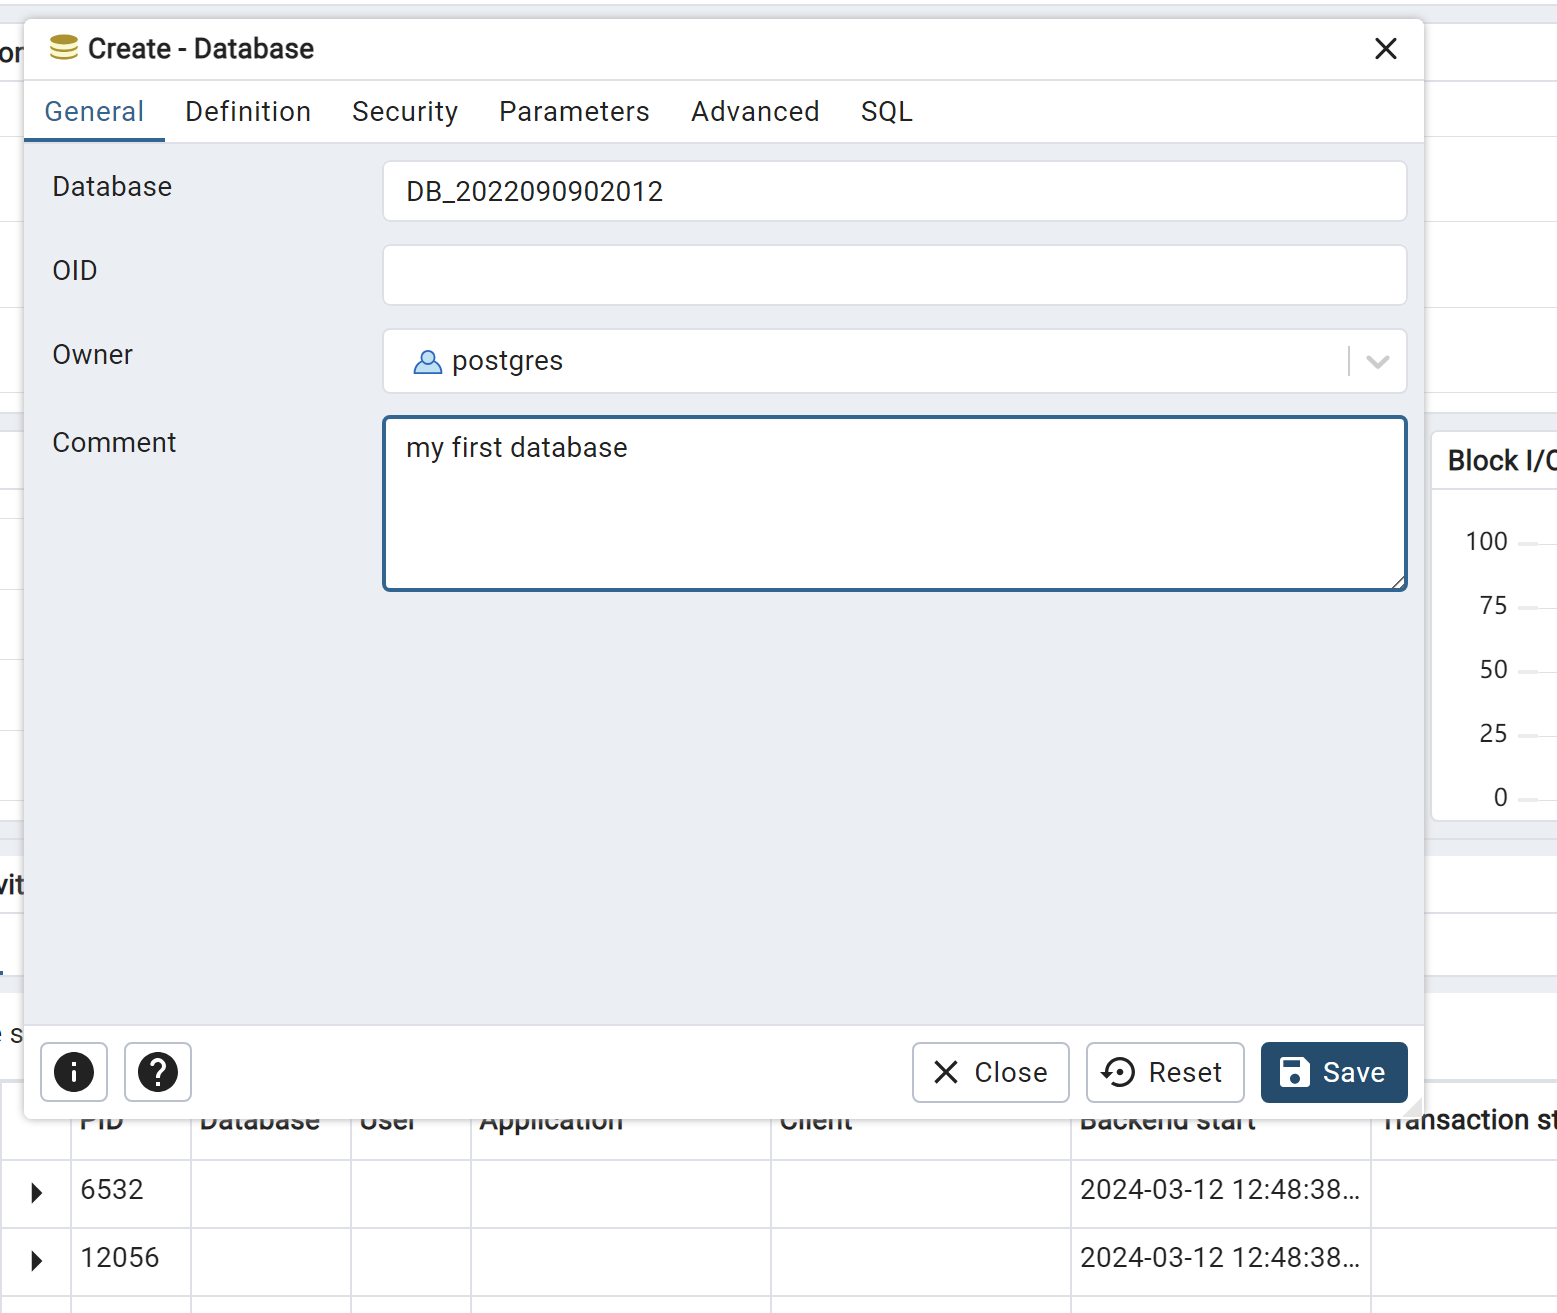 Create - Database
General Definition Security Parameters Advanced SQL
Database DB_2022090902012
OID
Owner postgres
Comment my first database
Block I/O
100
75
50
25
0
Close Reset Save
PID Database User Application Client Backend start Transaction st
6532 2024-03-12 12:48:38...
12056 2024-03-12 12:48:38...